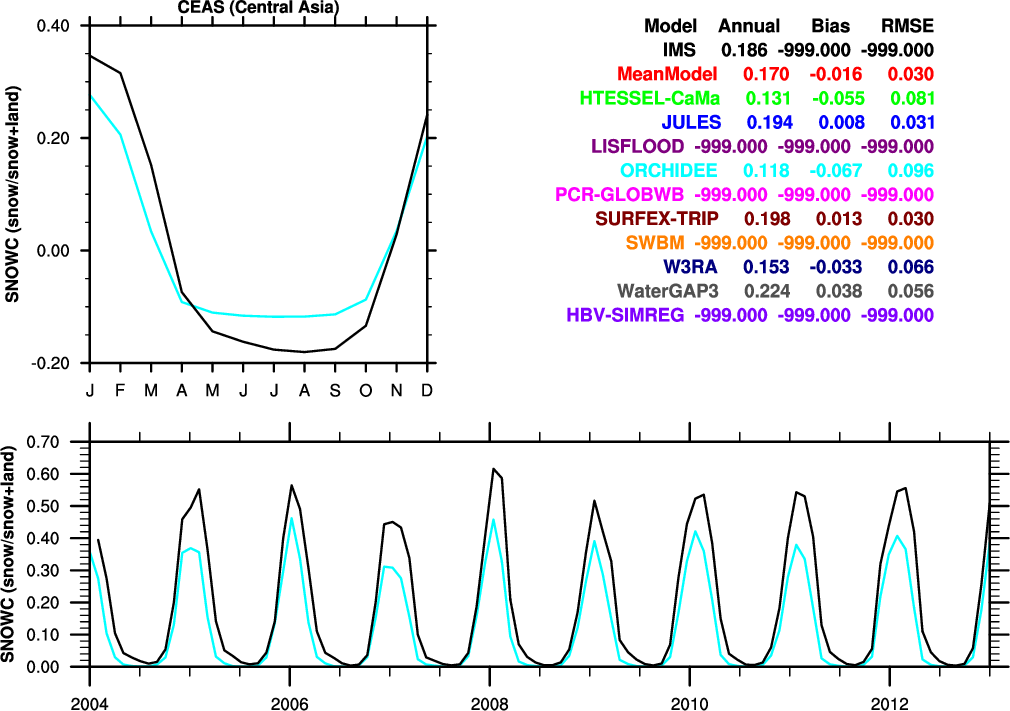 CEAS (Central Asia)
SNOWC (snow/snow+land)
0.40
0.20
0.00
-0.20
J F M A M J J A S O N D
Model Annual Bias RMSE
IMS 0.186 -999.000 -999.000
MeanModel 0.170 -0.016 0.030
HTESSEL-CaMa 0.131 -0.055 0.081
JULES 0.194 0.008 0.031
LISFLOOD -999.000 -999.000 -999.000
ORCHIDEE 0.118 -0.067 0.096
PCR-GLOBWB -999.000 -999.000 -999.000
SURFEX-TRIP 0.198 0.013 0.030
SWBM -999.000 -999.000 -999.000
W3RA 0.153 -0.033 0.066
WaterGAP3 0.224 0.038 0.056
HBV-SIMREG -999.000 -999.000 -999.000
SNOWC (snow/snow+land)
0.70
0.60
0.50
0.40
0.30
0.20
0.10
0.00
2004 2006 2008 2010 2012